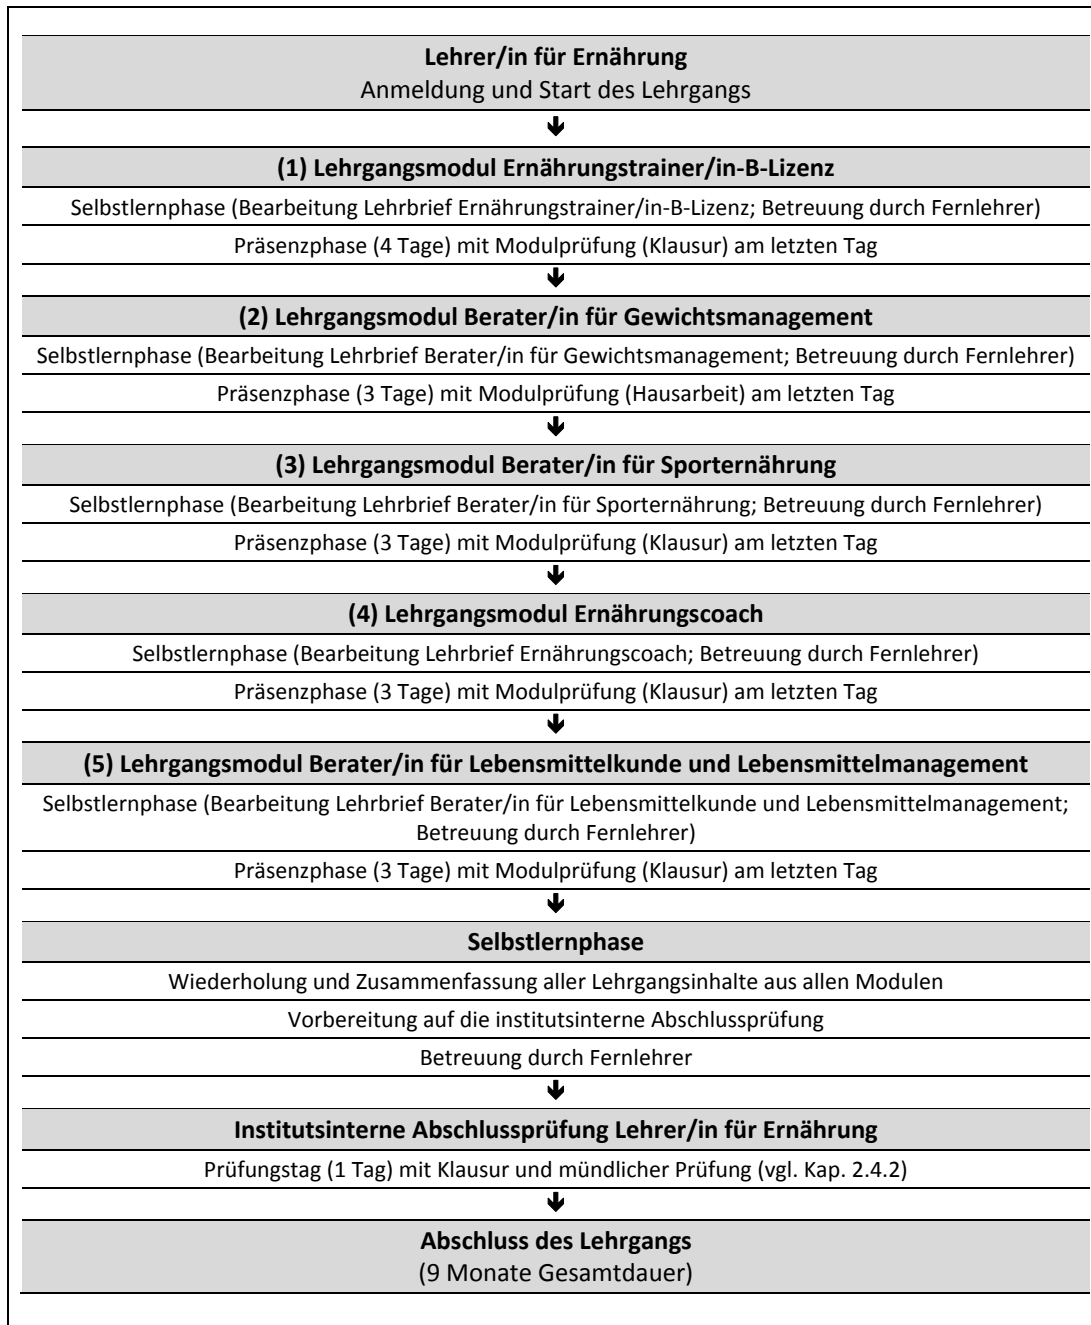 Lehrer/in für Ernährung
Anmeldung und Start des Lehrgangs
🡻
(1) Lehrgangsmodul Ernährungstrainer/in-B-Lizenz
Selbstlernphase (Bearbeitung Lehrbrief Ernährungstrainer/in-B-Lizenz; Betreuung durch Fernlehrer)
Präsenzphase (4 Tage) mit Modulprüfung (Klausur) am letzten Tag
🡻
(2) Lehrgangsmodul Berater/in für Gewichtsmanagement
Selbstlernphase (Bearbeitung Lehrbrief Berater/in für Gewichtsmanagement; Betreuung durch Fernlehrer)
Präsenzphase (3 Tage) mit Modulprüfung (Hausarbeit) am letzten Tag
🡻
(3) Lehrgangsmodul Berater/in für Sporternährung
Selbstlernphase (Bearbeitung Lehrbrief Berater/in für Sporternährung; Betreuung durch Fernlehrer)
Präsenzphase (3 Tage) mit Modulprüfung (Klausur) am letzten Tag
🡻
(4) Lehrgangsmodul Ernährungscoach
Selbstlernphase (Bearbeitung Lehrbrief Ernährungscoach; Betreuung durch Fernlehrer)
Präsenzphase (3 Tage) mit Modulprüfung (Klausur) am letzten Tag
🡻
(5) Lehrgangsmodul Berater/in für Lebensmittelkunde und Lebensmittelmanagement
Selbstlernphase (Bearbeitung Lehrbrief Berater/in für Lebensmittelkunde und Lebensmittelmanagement;
Betreuung durch Fernlehrer)
Präsenzphase (3 Tage) mit Modulprüfung (Klausur) am letzten Tag
🡻
Selbstlernphase
Wiederholung und Zusammenfassung aller Lehrgangsinhalte aus allen Modulen
Vorbereitung auf die institutsinterne Abschlussprüfung
Betreuung durch Fernlehrer
🡻
Institutsinterne Abschlussprüfung Lehrer/in für Ernährung
Prüfungstag (1 Tag) mit Klausur und mündlicher Prüfung (vgl. Kap. 2.4.2)
🡻
Abschluss des Lehrgangs
(9 Monate Gesamtdauer)